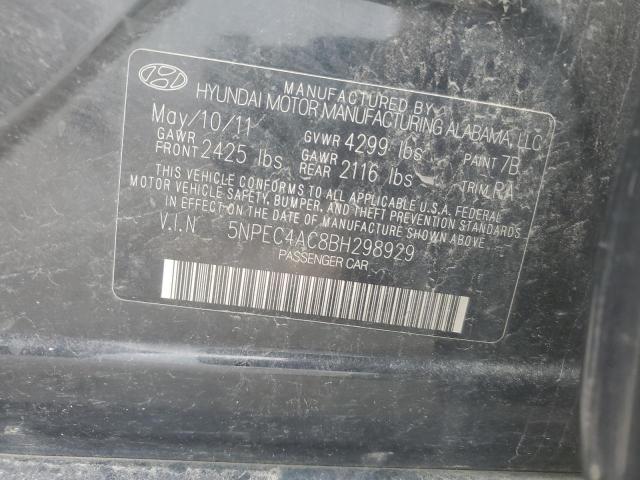 MANUFACTURED BY
HYUNDAI MOTOR MANUFACTURING ALABAMA, LLC
May/10/11 GVWR 4299 lbs PAINT 7B
GAWR FRONT 2425 lbs GAWR REAR 2116 lbs TRIM RA
THIS VEHICLE CONFORMS TO ALL APPLICABLE U.S.A. FEDERAL
MOTOR VEHICLE SAFETY, BUMPER, AND THEFT PREVENTION STANDARDS
IN EFFECT ON THE DATE OF MANUFACTURE SHOWN ABOVE.
V.I.N 5NPEC4AC8BH298929
PASSENGER CAR